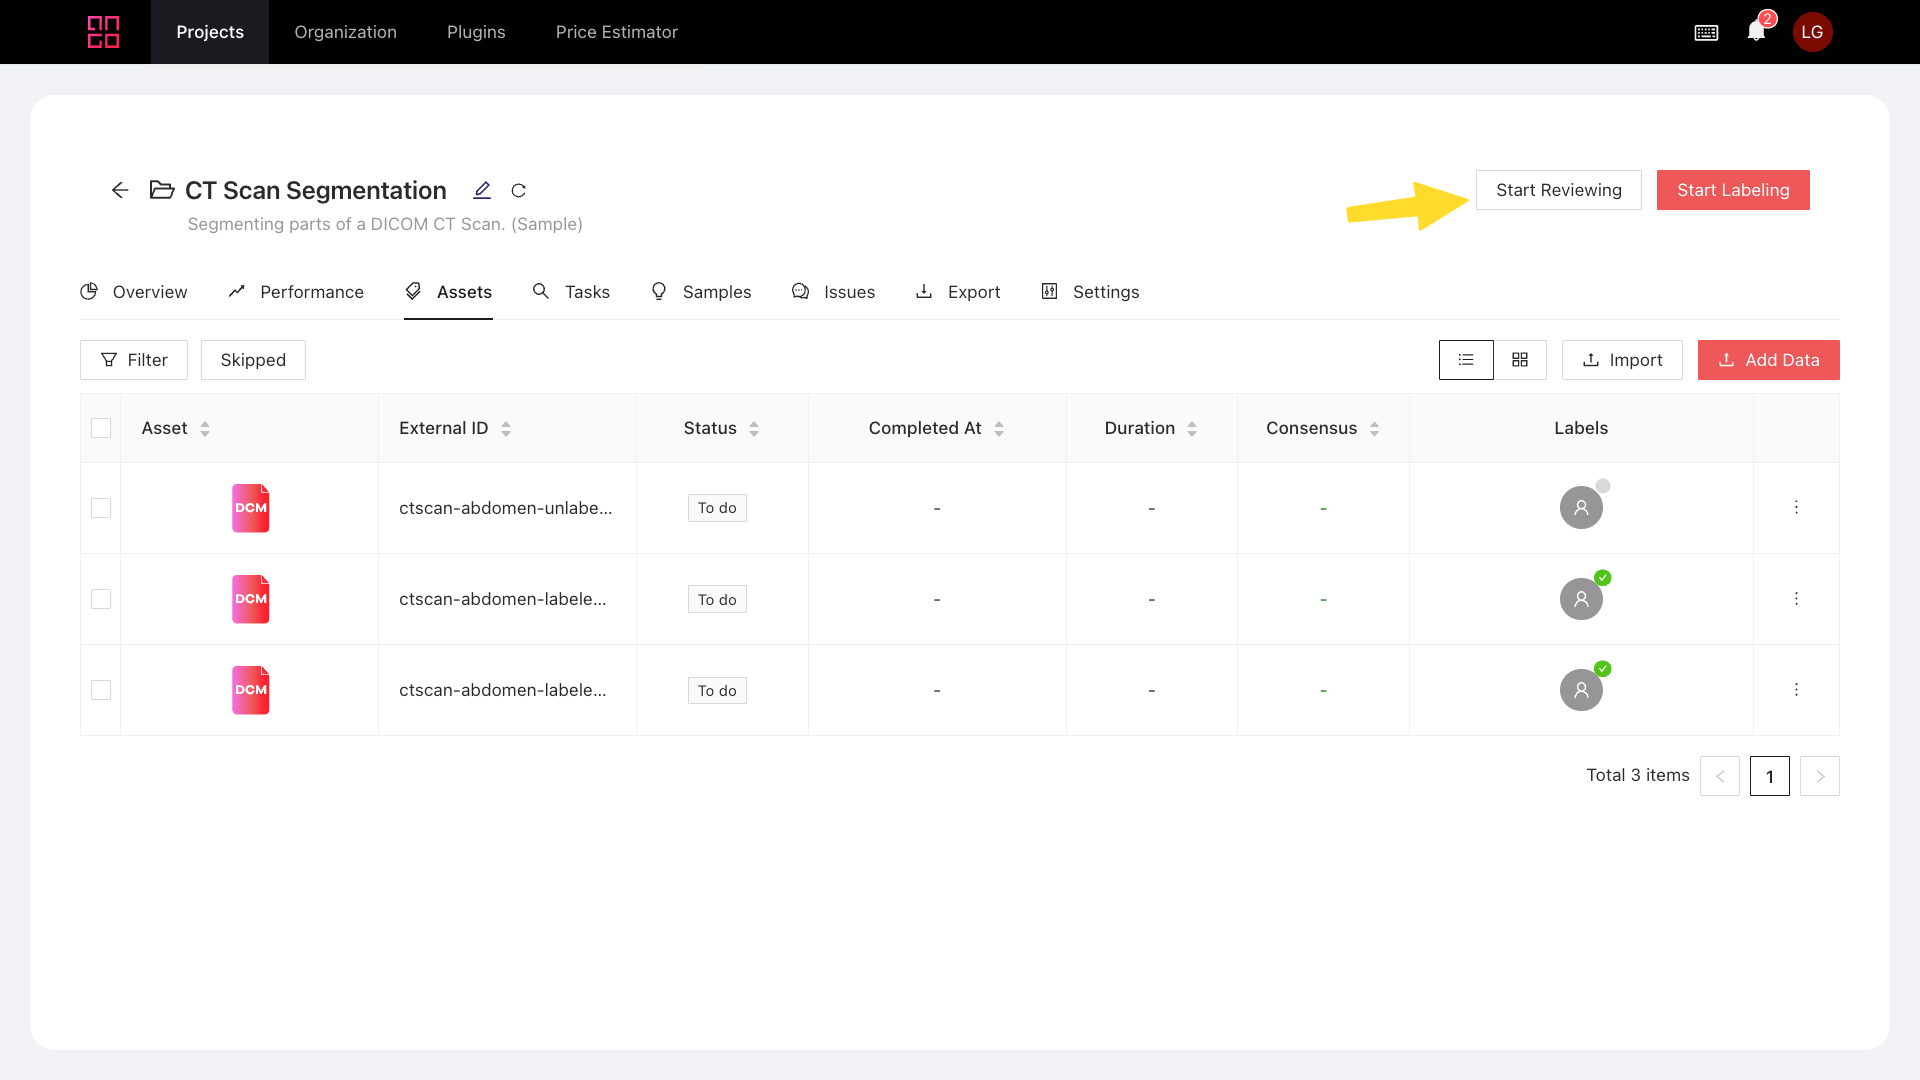 Projects Organization Plugins Price Estimator 2 LG
CT Scan Segmentation Start Reviewing Start Labeling
Segmenting parts of a DICOM CT Scan. (Sample)
Overview Performance Assets Tasks Samples Issues Export Settings
Filter Skipped Import Add Data
Asset External ID Status Completed At Duration Consensus Labels
DCM ctscan-abdomen-unlabe... To do - - -
DCM ctscan-abdomen-labele... To do - - -
DCM ctscan-abdomen-labele... To do - - -
Total 3 items < 1 >